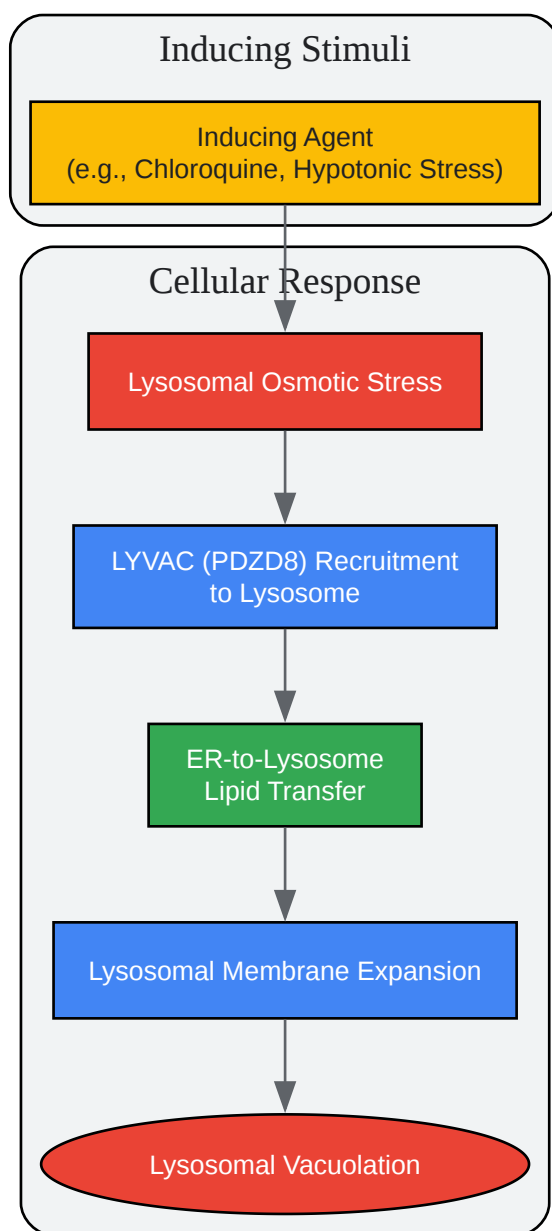 Inducing Stimuli
Inducing Agent
(e.g., Chloroquine, Hypotonic Stress)
Cellular Response
Lysosomal Osmotic Stress
LYVAC (PDZD8) Recruitment
to Lysosome
ER-to-Lysosome
Lipid Transfer
Lysosomal Membrane Expansion
Lysosomal Vacuolation